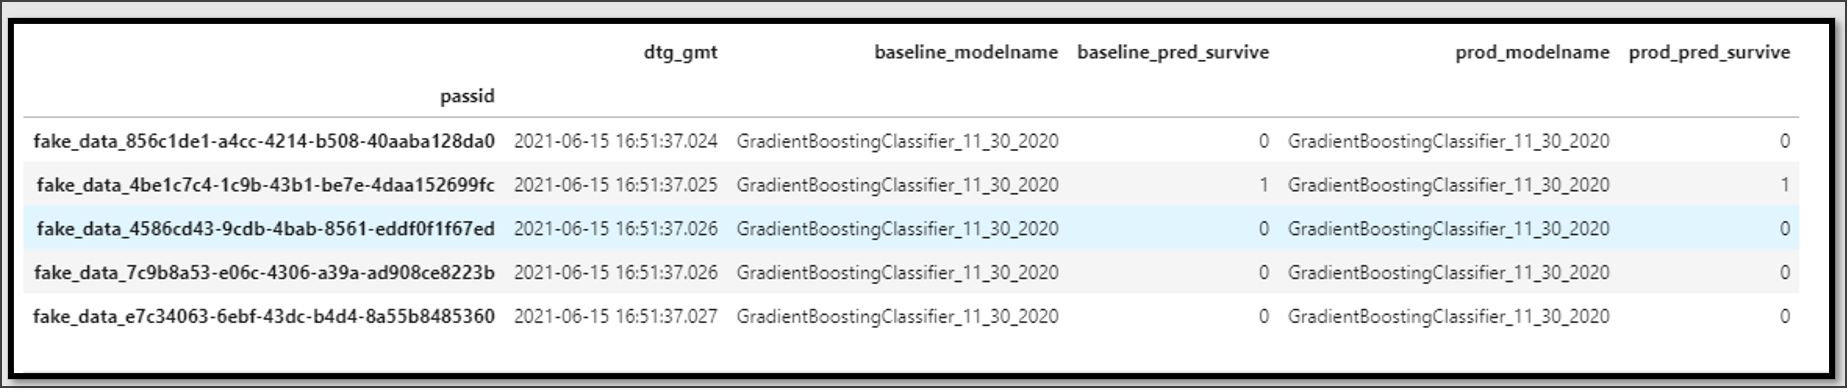 dtg_gmt baseline_modelname baseline_pred_survive prod_modelname prod_pred_survive
passid
fake_data_856c1de1-a4cc-4214-b508-40aaba128da0 2021-06-15 16:51:37.024 GradientBoostingClassifier_11_30_2020 0 GradientBoostingClassifier_11_30_2020 0
fake_data_4be1c7c4-1c9b-43b1-be7e-4daa152699fc 2021-06-15 16:51:37.025 GradientBoostingClassifier_11_30_2020 1 GradientBoostingClassifier_11_30_2020 1
fake_data_4586cd43-9cdb-4bab-8561-eddf0f1f67ed 2021-06-15 16:51:37.026 GradientBoostingClassifier_11_30_2020 0 GradientBoostingClassifier_11_30_2020 0
fake_data_7c9b8a53-e06c-4306-a39a-ad908ce8223b 2021-06-15 16:51:37.026 GradientBoostingClassifier_11_30_2020 0 GradientBoostingClassifier_11_30_2020 0
fake_data_e7c34063-6ebf-43dc-b4d4-8a55b8485360 2021-06-15 16:51:37.027 GradientBoostingClassifier_11_30_2020 0 GradientBoostingClassifier_11_30_2020 0